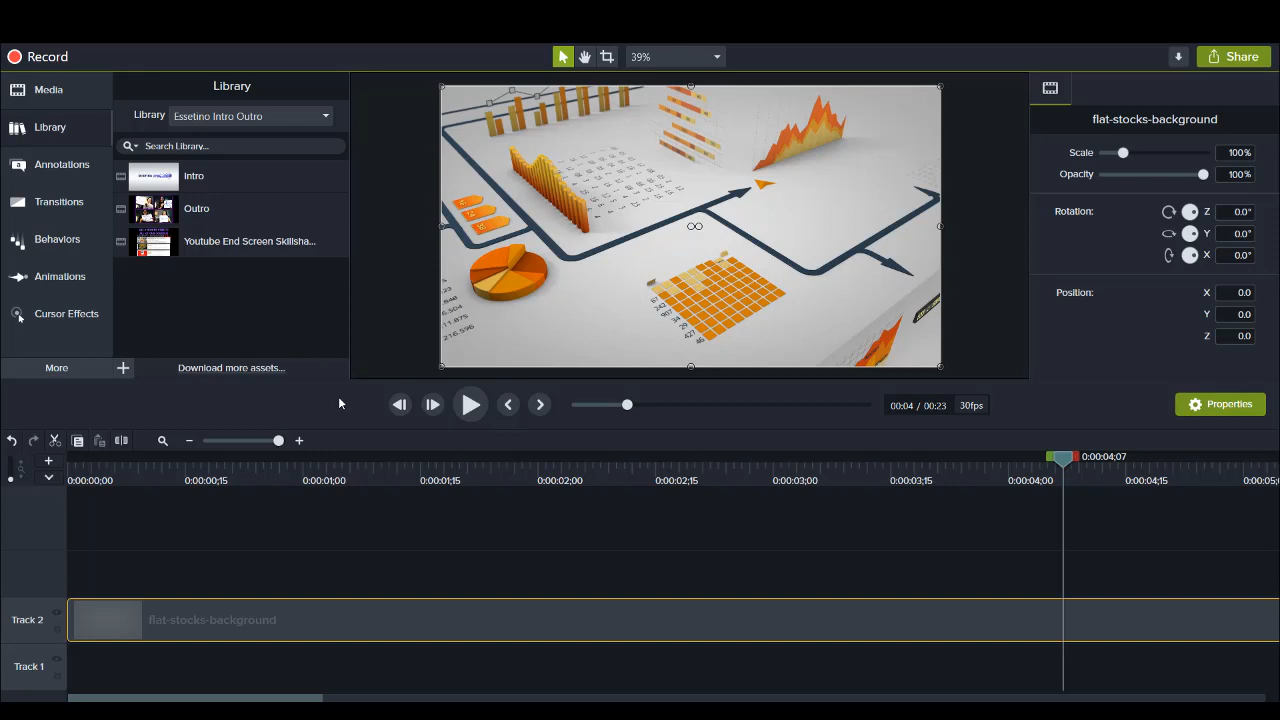 Record
39%
Share
Media
Library
Library
Essetino Intro Outro
Library
Search Library...
Annotations
Intro
Transitions
Outro
Behaviors
Youtube End Screen Skillsha...
Animations
Cursor Effects
More
+
Download more assets...
flat-stocks-background
Scale
100%
Opacity
100%
Rotation:
Z
0.0°
Y
0.0°
X
0.0°
Position:
X
0.0
Y
0.0
Z
0.0
00:04 / 00:23
30fps
Properties
0:00:04;07
0:00:00;00
0:00:00;15
0:00:01;00
0:00:01;15
0:00:02;00
0:00:02;15
0:00:03;00
0:00:03;15
0:00:04;00
0:00:04;15
0:00:05;
Track 2
flat-stocks-background
Track 1